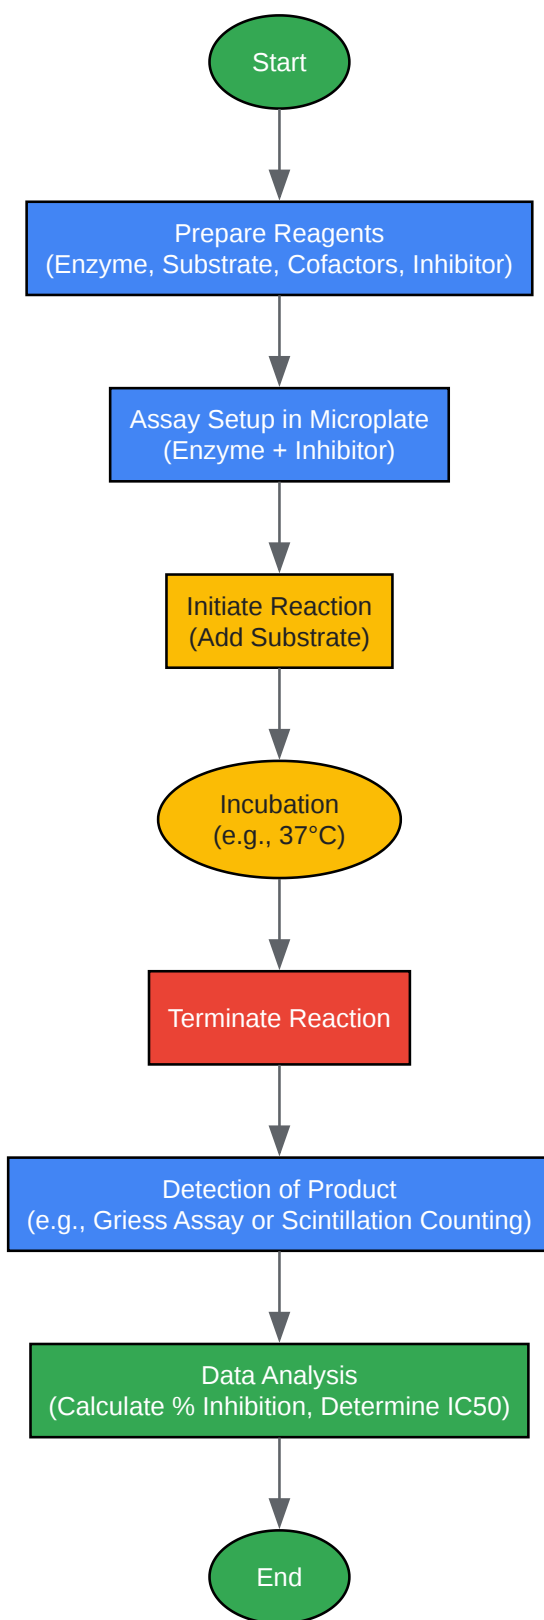 Start
Prepare Reagents
(Enzyme, Substrate, Cofactors, Inhibitor)
Assay Setup in Microplate
(Enzyme + Inhibitor)
Initiate Reaction
(Add Substrate)
Incubation
(e.g., 37°C)
Terminate Reaction
Detection of Product
(e.g., Griess Assay or Scintillation Counting)
Data Analysis
(Calculate % Inhibition, Determine IC50)
End